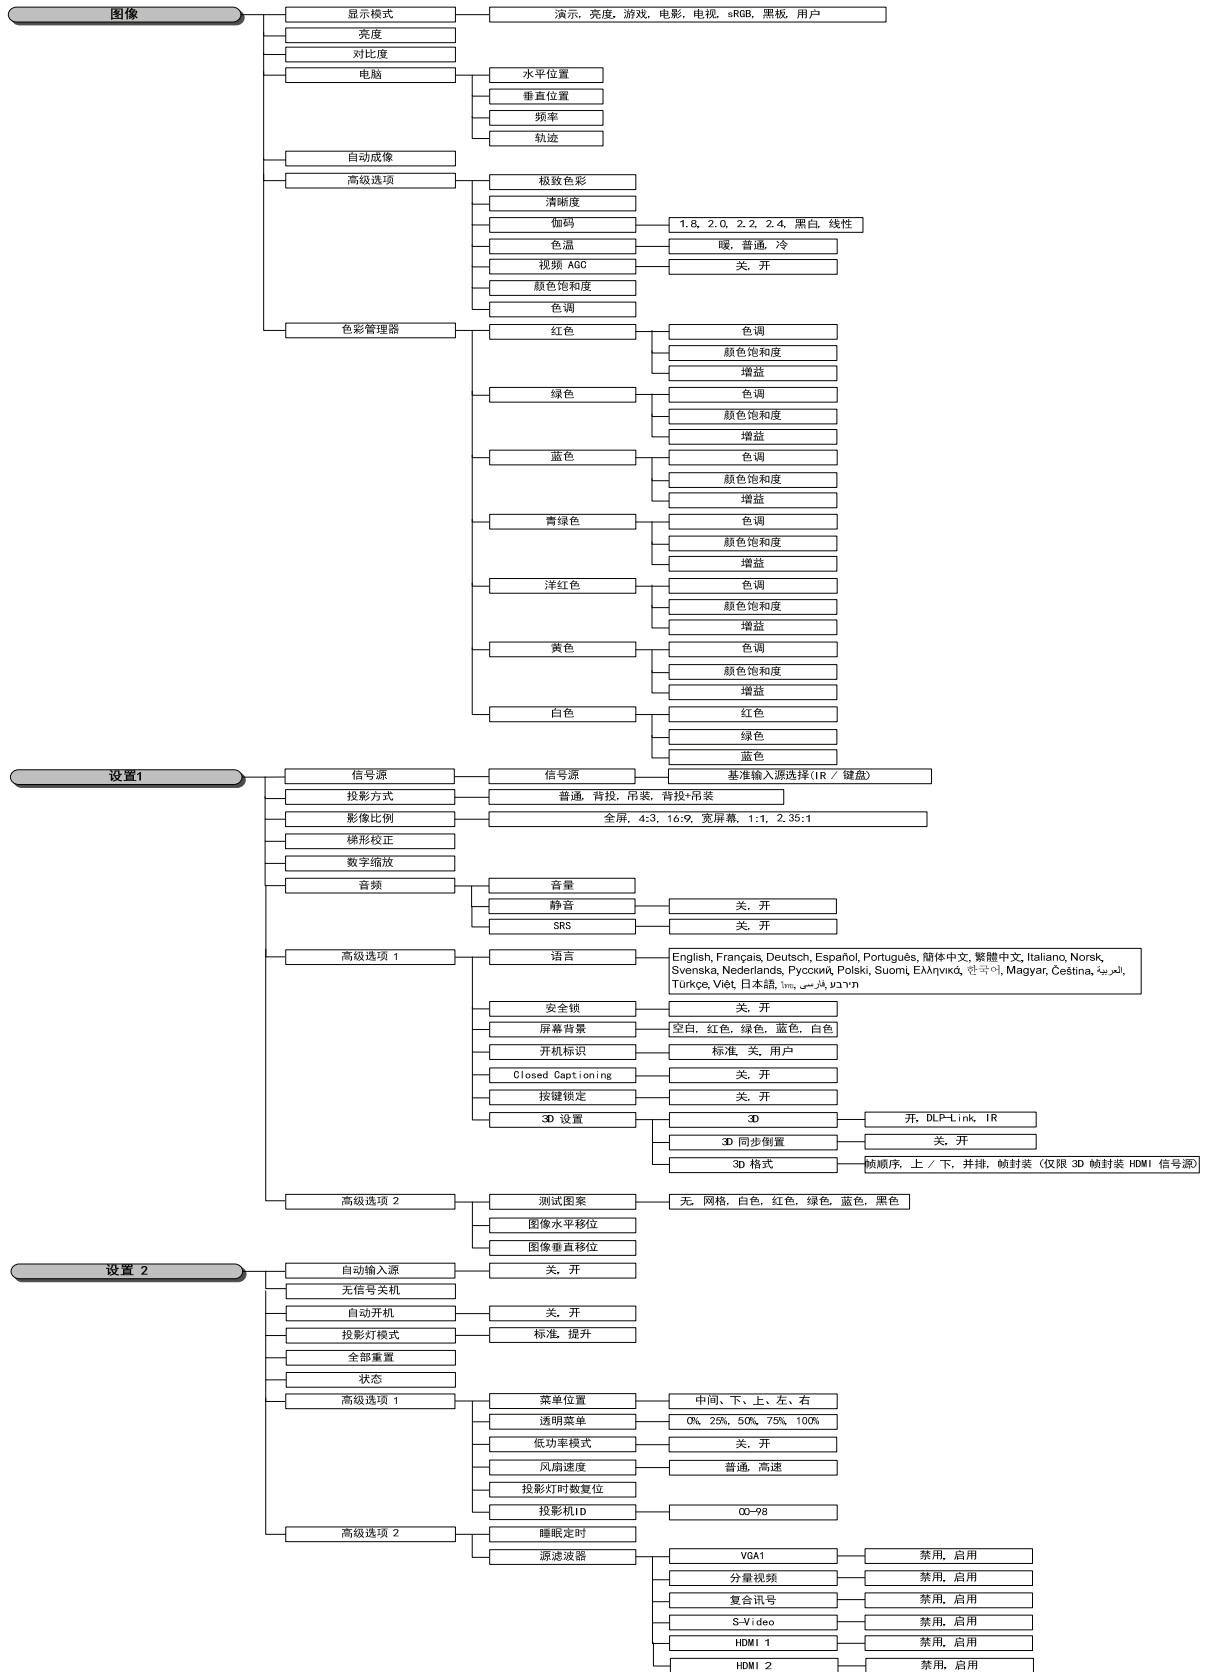 图像
显示模式
演示, 亮度, 游戏, 电影, 电视, sRGB, 黑板, 用户
亮度
对比度
电脑
水平位置
垂直位置
频率
轨迹
自动成像
高级选项
极致色彩
清晰度
伽码
1.8, 2.0, 2.2, 2.4, 黑白, 线性
色温
暖, 普通, 冷
视频 AGC
关, 开
颜色饱和度
色调
色彩管理器
红色
色调
颜色饱和度
增益
绿色
色调
颜色饱和度
增益
蓝色
色调
颜色饱和度
增益
青绿色
色调
颜色饱和度
增益
洋红色
色调
颜色饱和度
增益
黄色
色调
颜色饱和度
增益
白色
红色
绿色
蓝色
设置1
信号源
信号源
基准输入源选择(IR / 键盘)
投影方式
普通, 背投, 吊装, 背投+吊装
影像比例
全屏, 4:3, 16:9, 宽屏幕, 1:1, 2.35:1
梯形校正
数字缩放
音频
音量
静音
关, 开
SRS
关, 开
高级选项 1
语言
English, Français, Deutsch, Español, Português, 簡体中文, 繁體中文, Italiano, Norsk,
Svenska, Nederlands, Русский, Polski, Suomi, Ελληνικά, 한국어, Magyar, Čeština, العربية,
Türkçe, Việt, 日本語, ไทย, فارسی, תירבע
安全锁
关, 开
屏幕背景
空白, 红色, 绿色, 蓝色, 白色
开机标识
标准, 关, 用户
Closed Captioning
关, 开
按键锁定
关, 开
3D 设置
3D
开, DLP-Link, IR
3D 同步倒置
关, 开
3D 格式
帧顺序, 上 / 下, 并排, 帧封装 (仅限 3D 帧封装 HDMI 信号源)
高级选项 2
测试图案
无, 网格, 白色, 红色, 绿色, 蓝色, 黑色
图像水平移位
图像垂直移位
设置 2
自动输入源
关, 开
无信号关机
自动开机
关, 开
投影灯模式
标准, 提升
全部重置
状态
高级选项 1
菜单位置
中间、下、上、左、右
透明菜单
0%, 25%, 50%, 75%, 100%
低功率模式
关, 开
风扇速度
普通, 高速
投影灯时数复位
投影机ID
00-98
高级选项 2
睡眠定时
源滤波器
VGA1
禁用, 启用
分量视频
禁用, 启用
复合讯号
禁用, 启用
S-Video
禁用, 启用
HDMI 1
禁用, 启用
HDMI 2
禁用, 启用